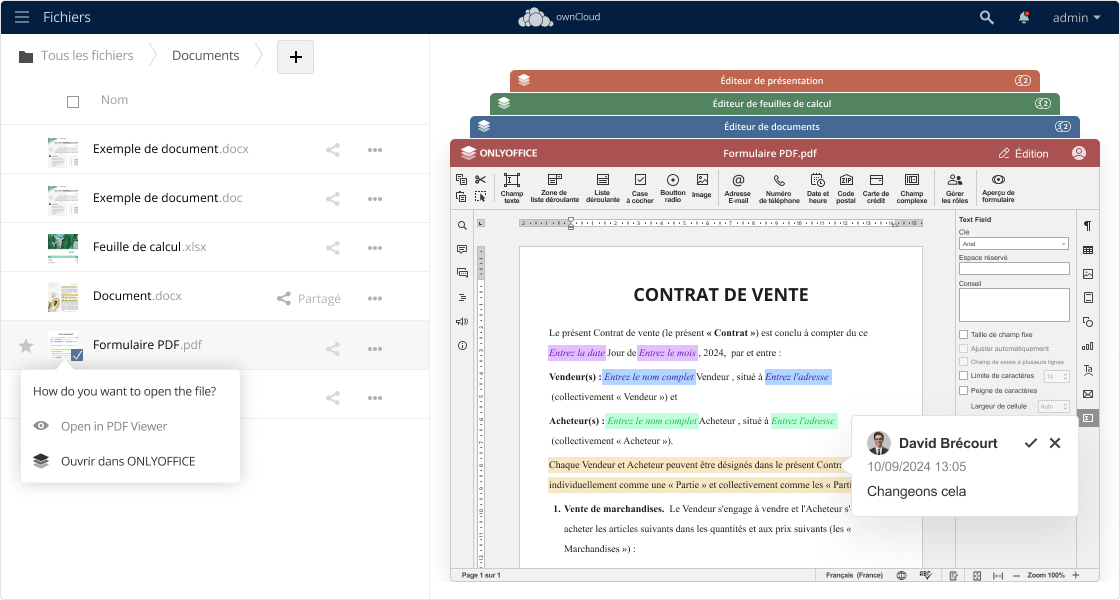 Fichiers
ownCloud
admin
Tous les fichiers
Documents
+
Nom
Exemple de document.docx
Exemple de document.doc
Feuille de calcul.xlsx
Document.docx
Partagé
Formulaire PDF.pdf
How do you want to open the file?
Open in PDF Viewer
Ouvrir dans ONLYOFFICE
Éditeur de présentation
2
Éditeur de feuilles de calcul
2
Éditeur de documents
2
ONLYOFFICE
Formulaire PDF.pdf
Édition
Champ texte
Zone de liste déroulante
Liste déroulante
Case à cocher
Boutton radio
Image
Adresse E-mail
Numéro de téléphone
Date et heure
Code postal
Carte de crédit
Champ complexe
Gérer les rôles
Aperçu de formulaire
CONTRAT DE VENTE
Le présent Contrat de vente (le présent « Contrat ») est conclu à compter du ce
Entrez la date Jour de Entrez le mois , 2024, par et entre :
Vendeur(s) : Entrez le nom complet Vendeur , situé à Entrez l'adresse
(collectivement « Vendeur ») et
Acheteur(s) : Entrez le nom complet Acheteur , situé à Entrez l'adresse
(collectivement « Acheteur »).
Chaque Vendeur et Acheteur peuvent être désignés dans le présent Contr
individuellement comme une « Partie » et collectivement comme les « Parti
1. Vente de marchandises. Le Vendeur s'engage à vendre et l'Acheteur s'
acheter les articles suivants dans les quantités et aux prix suivants (les «
Marchandises ») :
Text Field
Clé
Arial
Espace réservé
Conseil
Taille de champ fixe
Ajuster automatiquement
Champ de saises à plusieurs lignes
Limite de caractères
10
Peigne de caractères
Largeur de cellule
Auto
David Brécourt
10/09/2024 13:05
Changeons cela
Page 1 sur 1
Français (France)
Zoom 100%